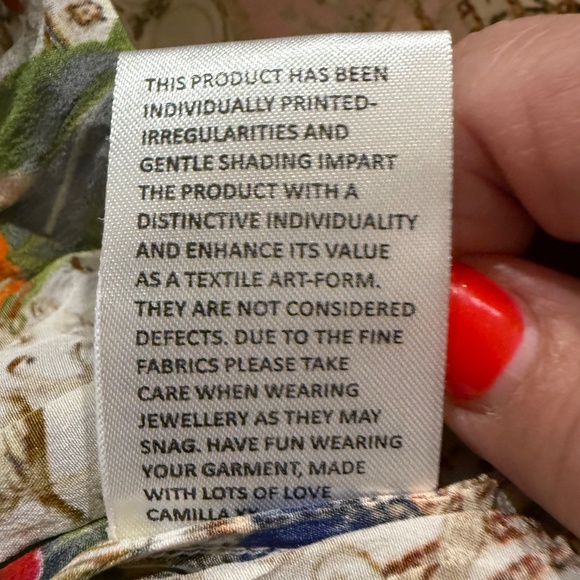 THIS PRODUCT HAS BEEN
INDIVIDUALLY PRINTED-
IRREGULARITIES AND
GENTLE SHADING IMPART
THE PRODUCT WITH A
DISTINCTIVE INDIVIDUALITY
AND ENHANCE ITS VALUE
AS A TEXTILE ART-FORM.
THEY ARE NOT CONSIDERED
DEFECTS. DUE TO THE FINE
FABRICS PLEASE TAKE
CARE WHEN WEARING
JEWELLERY AS THEY MAY
SNAG. HAVE FUN WEARING
YOUR GARMENT, MADE
WITH LOTS OF LOVE
CAMILLA